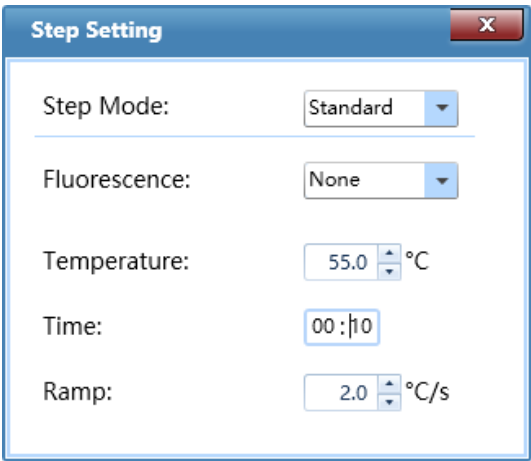 Step Setting
Step Mode: Standard
Fluorescence: None
Temperature: 55.0 °C
Time: 00:10
Ramp: 2.0 °C/s